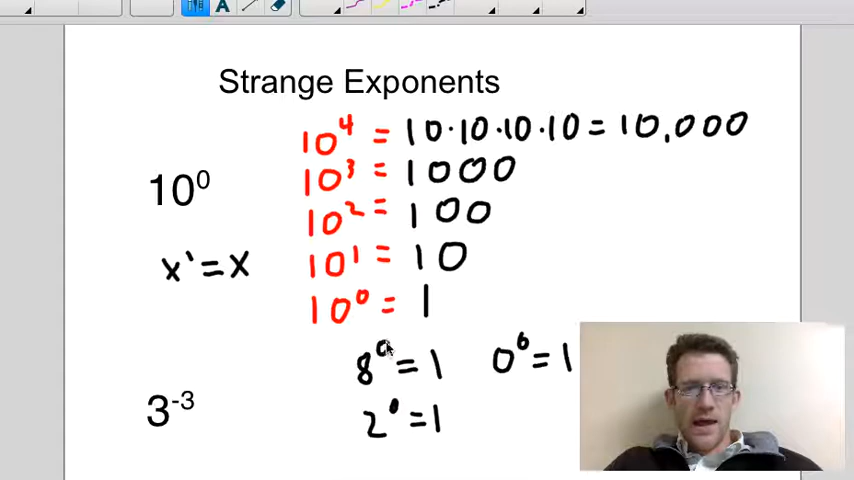 Strange Exponents
10⁴ = 10·10·10·10 = 10,000
10³ = 1000
10⁰
10² = 100
x¹ = x
10¹ = 10
10⁰ = 1
8⁰ = 1
0⁰ = 1
3⁻³
2⁰ = 1